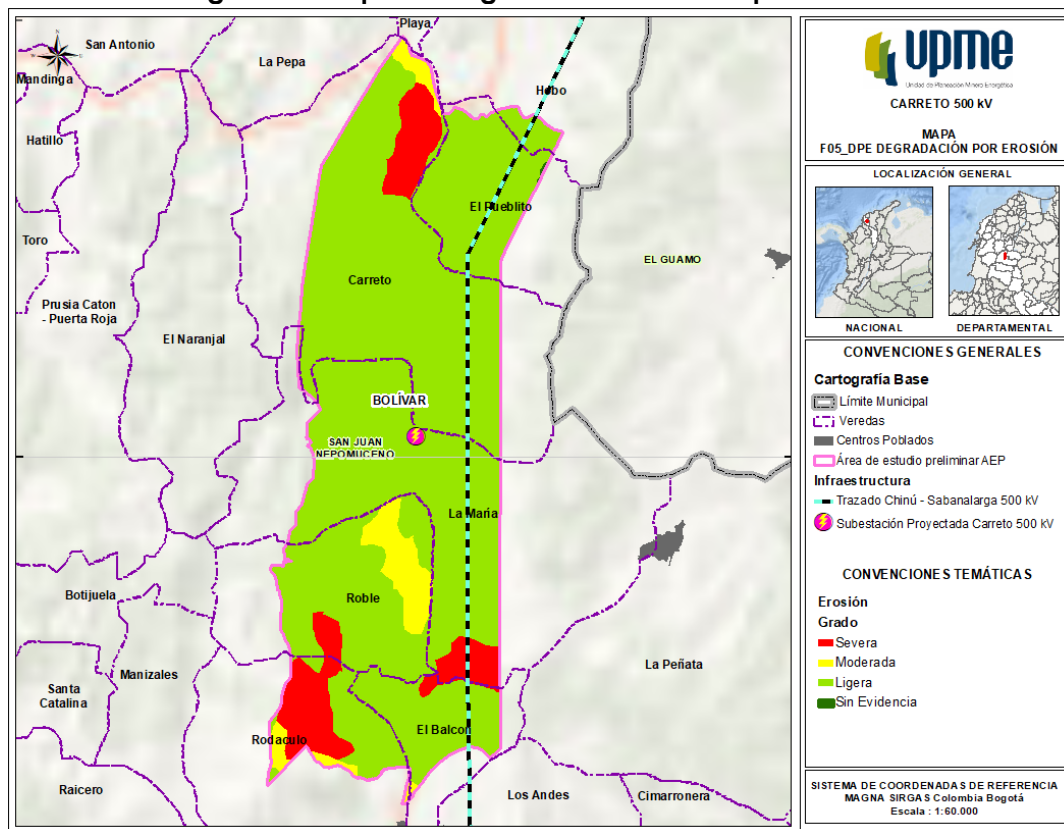 Playa
San Antonio
La Pepa
Mandinga
Hobo
Hatillo
El Pueblito
Toro
EL GUAMO
Carreto
Prusia Caton
- Puerta Roja
El Naranjal
BOLÍVAR
SAN JUAN
NEPOMUCENO
La María
Botijuela
Roble
La Peñata
Manizales
Santa
Catalina
El Balcon
Rodaculo
Raicero
Los Andes
Cimarronera
upme
Unidad de Planeación Minero Energética
CARRETO 500 kV
MAPA
F05_DPE DEGRADACIÓN POR EROSIÓN
LOCALIZACIÓN GENERAL
NACIONAL
DEPARTAMENTAL
CONVENCIONES GENERALES
Cartografía Base
Límite Municipal
Veredas
Centros Poblados
Área de estudio preliminar AEP
Infraestructura
Trazado Chinú - Sabanalarga 500 kV
Subestación Proyectada Carreto 500 kV
CONVENCIONES TEMÁTICAS
Erosión
Grado
Severa
Moderada
Ligera
Sin Evidencia
SISTEMA DE COORDENADAS DE REFERENCIA
MAGNA SIRGAS Colombia Bogotá
Escala : 1:60.000